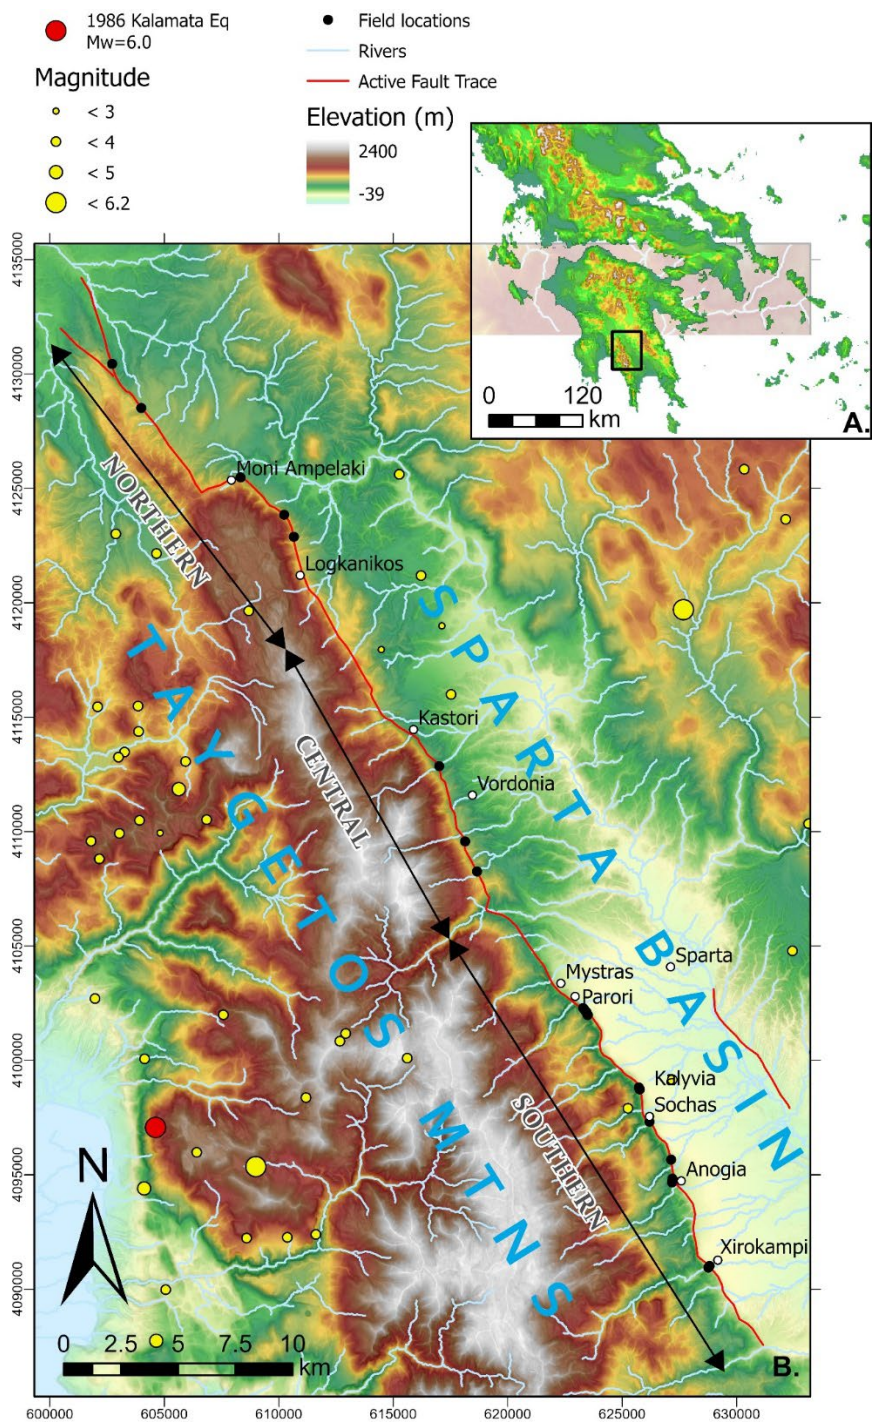 1986 Kalamata Eq
Mw=6.0
Magnitude
< 3
< 4
< 5
< 6.2
Field locations
Rivers
Active Fault Trace
Elevation (m)
2400
-39
0 120
km
A.
4135000
4130000
4125000
4120000
4115000
4110000
4105000
4100000
4095000
4090000
NORTHERN
CENTRAL
SOUTHERN
TAYGETOS MTNS
SPARTA BASIN
Moni Ampelaki
Logkanikos
Kastori
Vordonia
Sparta
Mystras
Parori
Kalyvia
Sochas
Anogia
Xirokampi
N
0 2.5 5 7.5 10
km
B.
600000 605000 610000 615000 620000 625000 630000